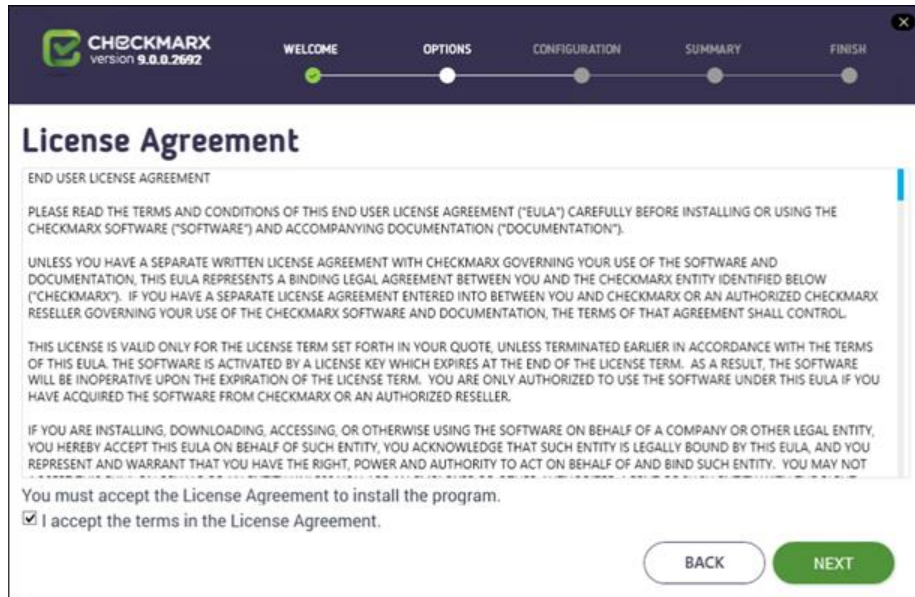 CHECKMARX
version 9.0.0.2692
WELCOME
OPTIONS
CONFIGURATION
SUMMARY
FINISH
License Agreement
END USER LICENSE AGREEMENT
PLEASE READ THE TERMS AND CONDITIONS OF THIS END USER LICENSE AGREEMENT ("EULA") CAREFULLY BEFORE INSTALLING OR USING THE
CHECKMARX SOFTWARE ("SOFTWARE") AND ACCOMPANYING DOCUMENTATION ("DOCUMENTATION").
UNLESS YOU HAVE A SEPARATE WRITTEN LICENSE AGREEMENT WITH CHECKMARX GOVERNING YOUR USE OF THE SOFTWARE AND
DOCUMENTATION, THIS EULA REPRESENTS A BINDING LEGAL AGREEMENT BETWEEN YOU AND THE CHECKMARX ENTITY IDENTIFIED BELOW
("CHECKMARX"). IF YOU HAVE A SEPARATE LICENSE AGREEMENT ENTERED INTO BETWEEN YOU AND CHECKMARX OR AN AUTHORIZED CHECKMARX
RESELLER GOVERNING YOUR USE OF THE CHECKMARX SOFTWARE AND DOCUMENTATION, THE TERMS OF THAT AGREEMENT SHALL CONTROL.
THIS LICENSE IS VALID ONLY FOR THE LICENSE TERM SET FORTH IN YOUR QUOTE, UNLESS TERMINATED EARLIER IN ACCORDANCE WITH THE TERMS
OF THIS EULA. THE SOFTWARE IS ACTIVATED BY A LICENSE KEY WHICH EXPIRES AT THE END OF THE LICENSE TERM. AS A RESULT, THE SOFTWARE
WILL BE INOPERATIVE UPON THE EXPIRATION OF THE LICENSE TERM. YOU ARE ONLY AUTHORIZED TO USE THE SOFTWARE UNDER THIS EULA IF YOU
HAVE ACQUIRED THE SOFTWARE FROM CHECKMARX OR AN AUTHORIZED RESELLER.
IF YOU ARE INSTALLING, DOWNLOADING, ACCESSING, OR OTHERWISE USING THE SOFTWARE ON BEHALF OF A COMPANY OR OTHER LEGAL ENTITY,
YOU HEREBY ACCEPT THIS EULA ON BEHALF OF SUCH ENTITY, YOU ACKNOWLEDGE THAT SUCH ENTITY IS LEGALLY BOUND BY THIS EULA, AND YOU
REPRESENT AND WARRANT THAT YOU HAVE THE RIGHT, POWER AND AUTHORITY TO ACT ON BEHALF OF AND BIND SUCH ENTITY. YOU MAY NOT
You must accept the License Agreement to install the program.
I accept the terms in the License Agreement.
BACK
NEXT